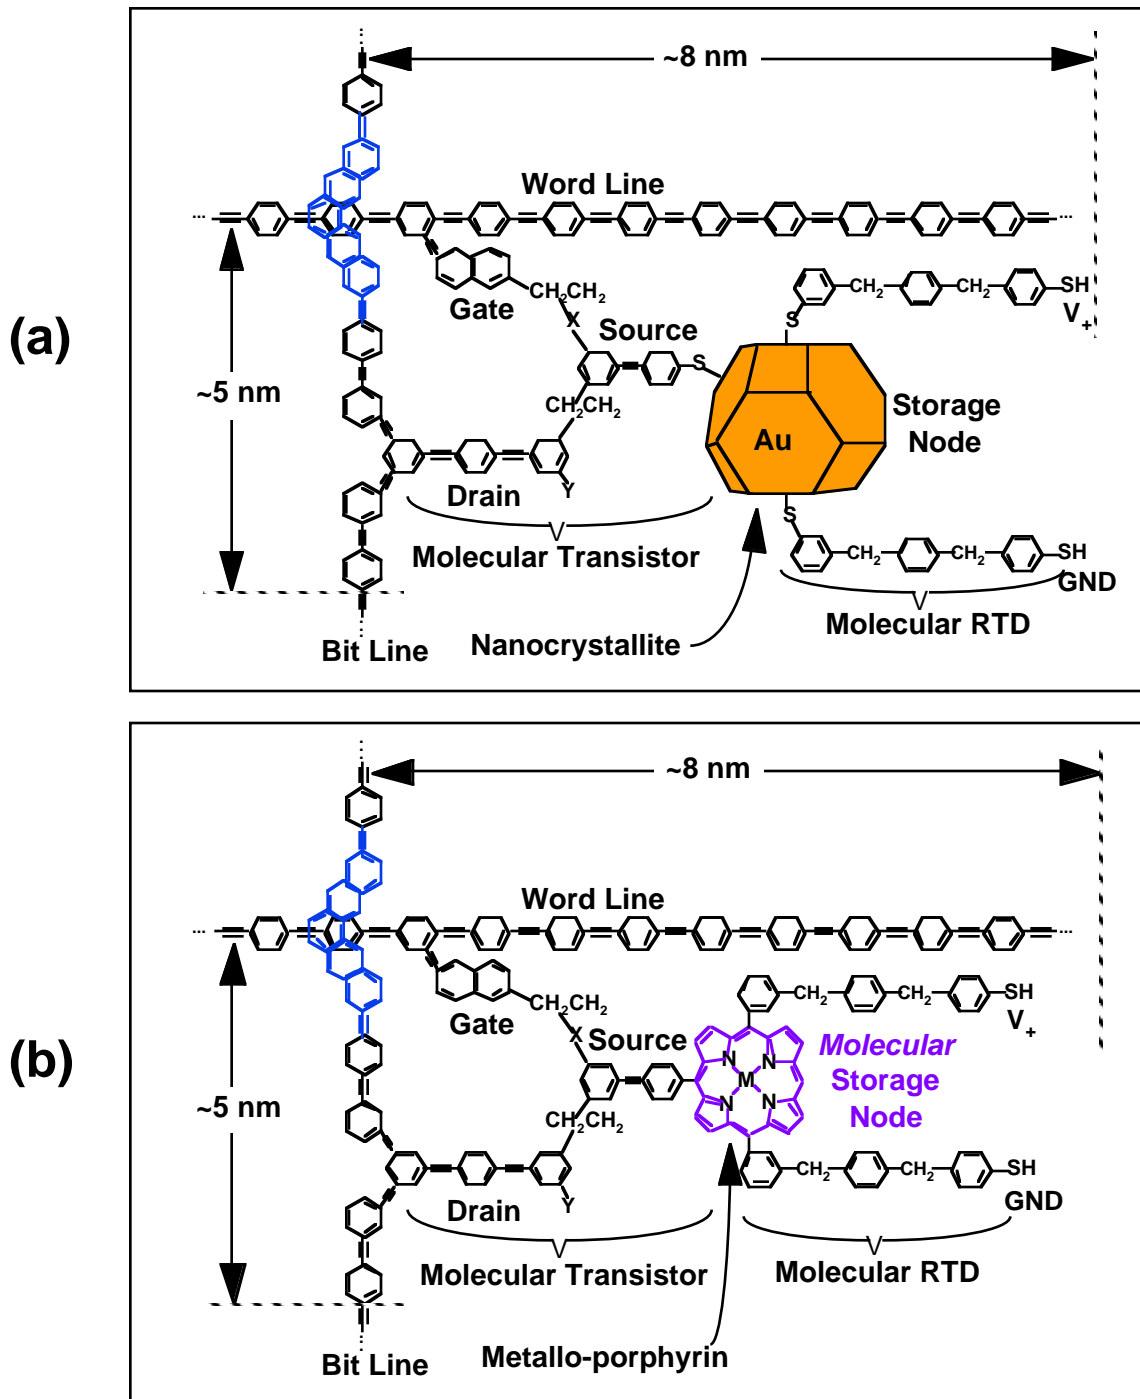 (a)
~8 nm
Word Line
...
...
Gate
CH2CH2
X
Source
S
CH2
CH2
SH
V+
S
~5 nm
CH2CH2
Au
Storage
Node
Drain
Y
S
CH2
CH2
SH
GND
Molecular Transistor
Molecular RTD
Nanocrystallite
Bit Line
(b)
~8 nm
Word Line
...
...
Gate
CH2CH2
X
Source
CH2
CH2
SH
V+
N
N
M
N
N
Molecular
Storage
Node
~5 nm
CH2CH2
Drain
Y
CH2
CH2
SH
GND
Molecular Transistor
Molecular RTD
Metallo-porphyrin
Bit Line